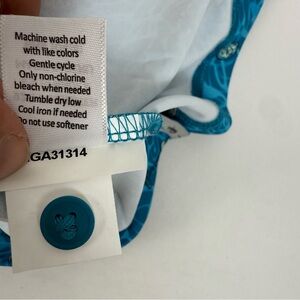 Machine wash cold
with like colors
Gentle cycle
Only non-chlorine
bleach when needed
Tumble dry low
Cool iron if needed
Do not use softener
GA31314